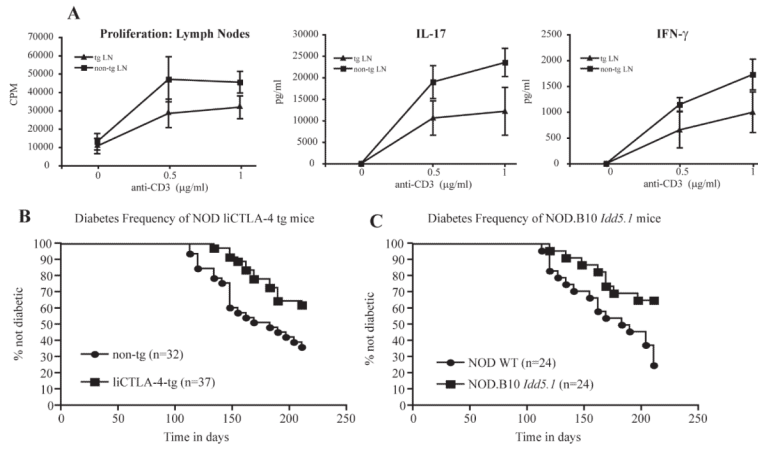 A
Proliferation: Lymph Nodes
70000
60000
50000
40000
30000
20000
10000
0
CPM
tg LN
non-tg LN
0 0.5 1
anti-CD3 (μg/ml)
IL-17
30000
25000
20000
15000
10000
5000
0
pg/ml
tg LN
non-tg LN
0 0.5 1
anti-CD3 (μg/ml)
IFN-γ
2500
2000
1500
1000
500
0
pg/ml
tg LN
non-tg LN
0 0.5 1
anti-CD3 (μg/ml)
B
Diabetes Frequency of NOD liCTLA-4 tg mice
100
90
80
70
60
50
40
30
20
10
0
% not diabetic
non-tg (n=32)
liCTLA-4-tg (n=37)
0 50 100 150 200 250
Time in days
C
Diabetes Frequency of NOD.B10 Idd5.1 mice
100
90
80
70
60
50
40
30
20
10
0
% not diabetic
NOD WT (n=24)
NOD.B10 Idd5.1 (n=24)
0 50 100 150 200 250
Time in days